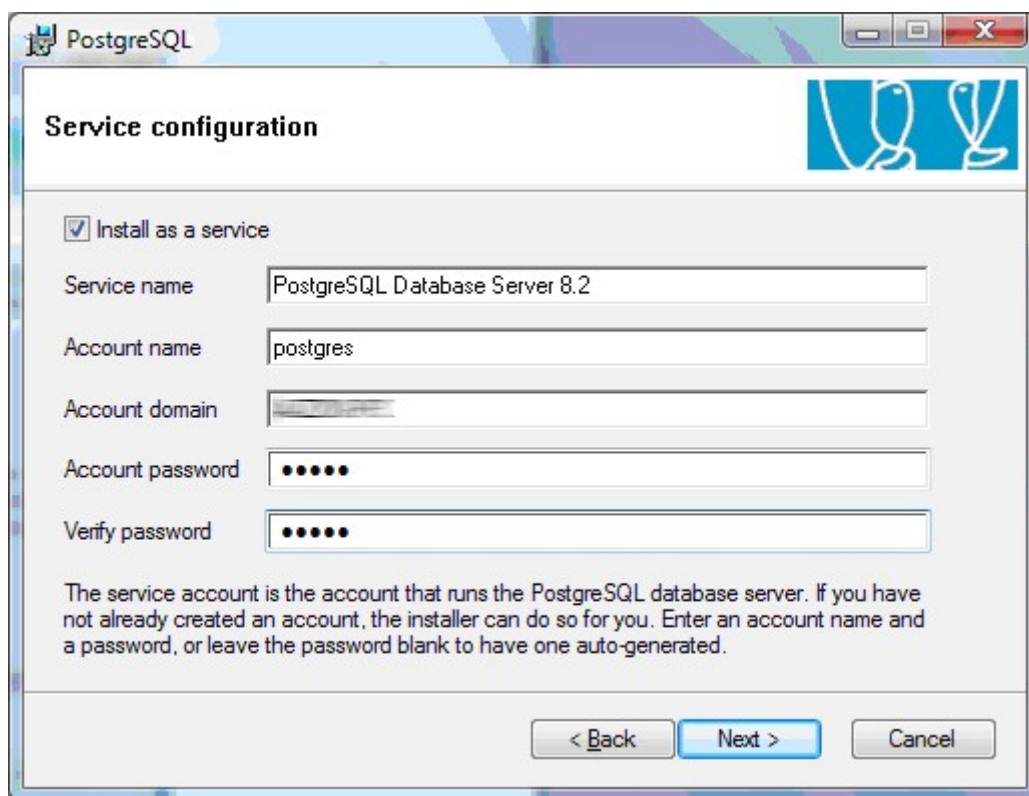 PostgreSQL
Service configuration
Install as a service
Service name PostgreSQL Database Server 8.2
Account name postgres
Account domain
Account password •••••
Verify password •••••
The service account is the account that runs the PostgreSQL database server. If you have
not already created an account, the installer can do so for you. Enter an account name and
a password, or leave the password blank to have one auto-generated.
< Back Next > Cancel